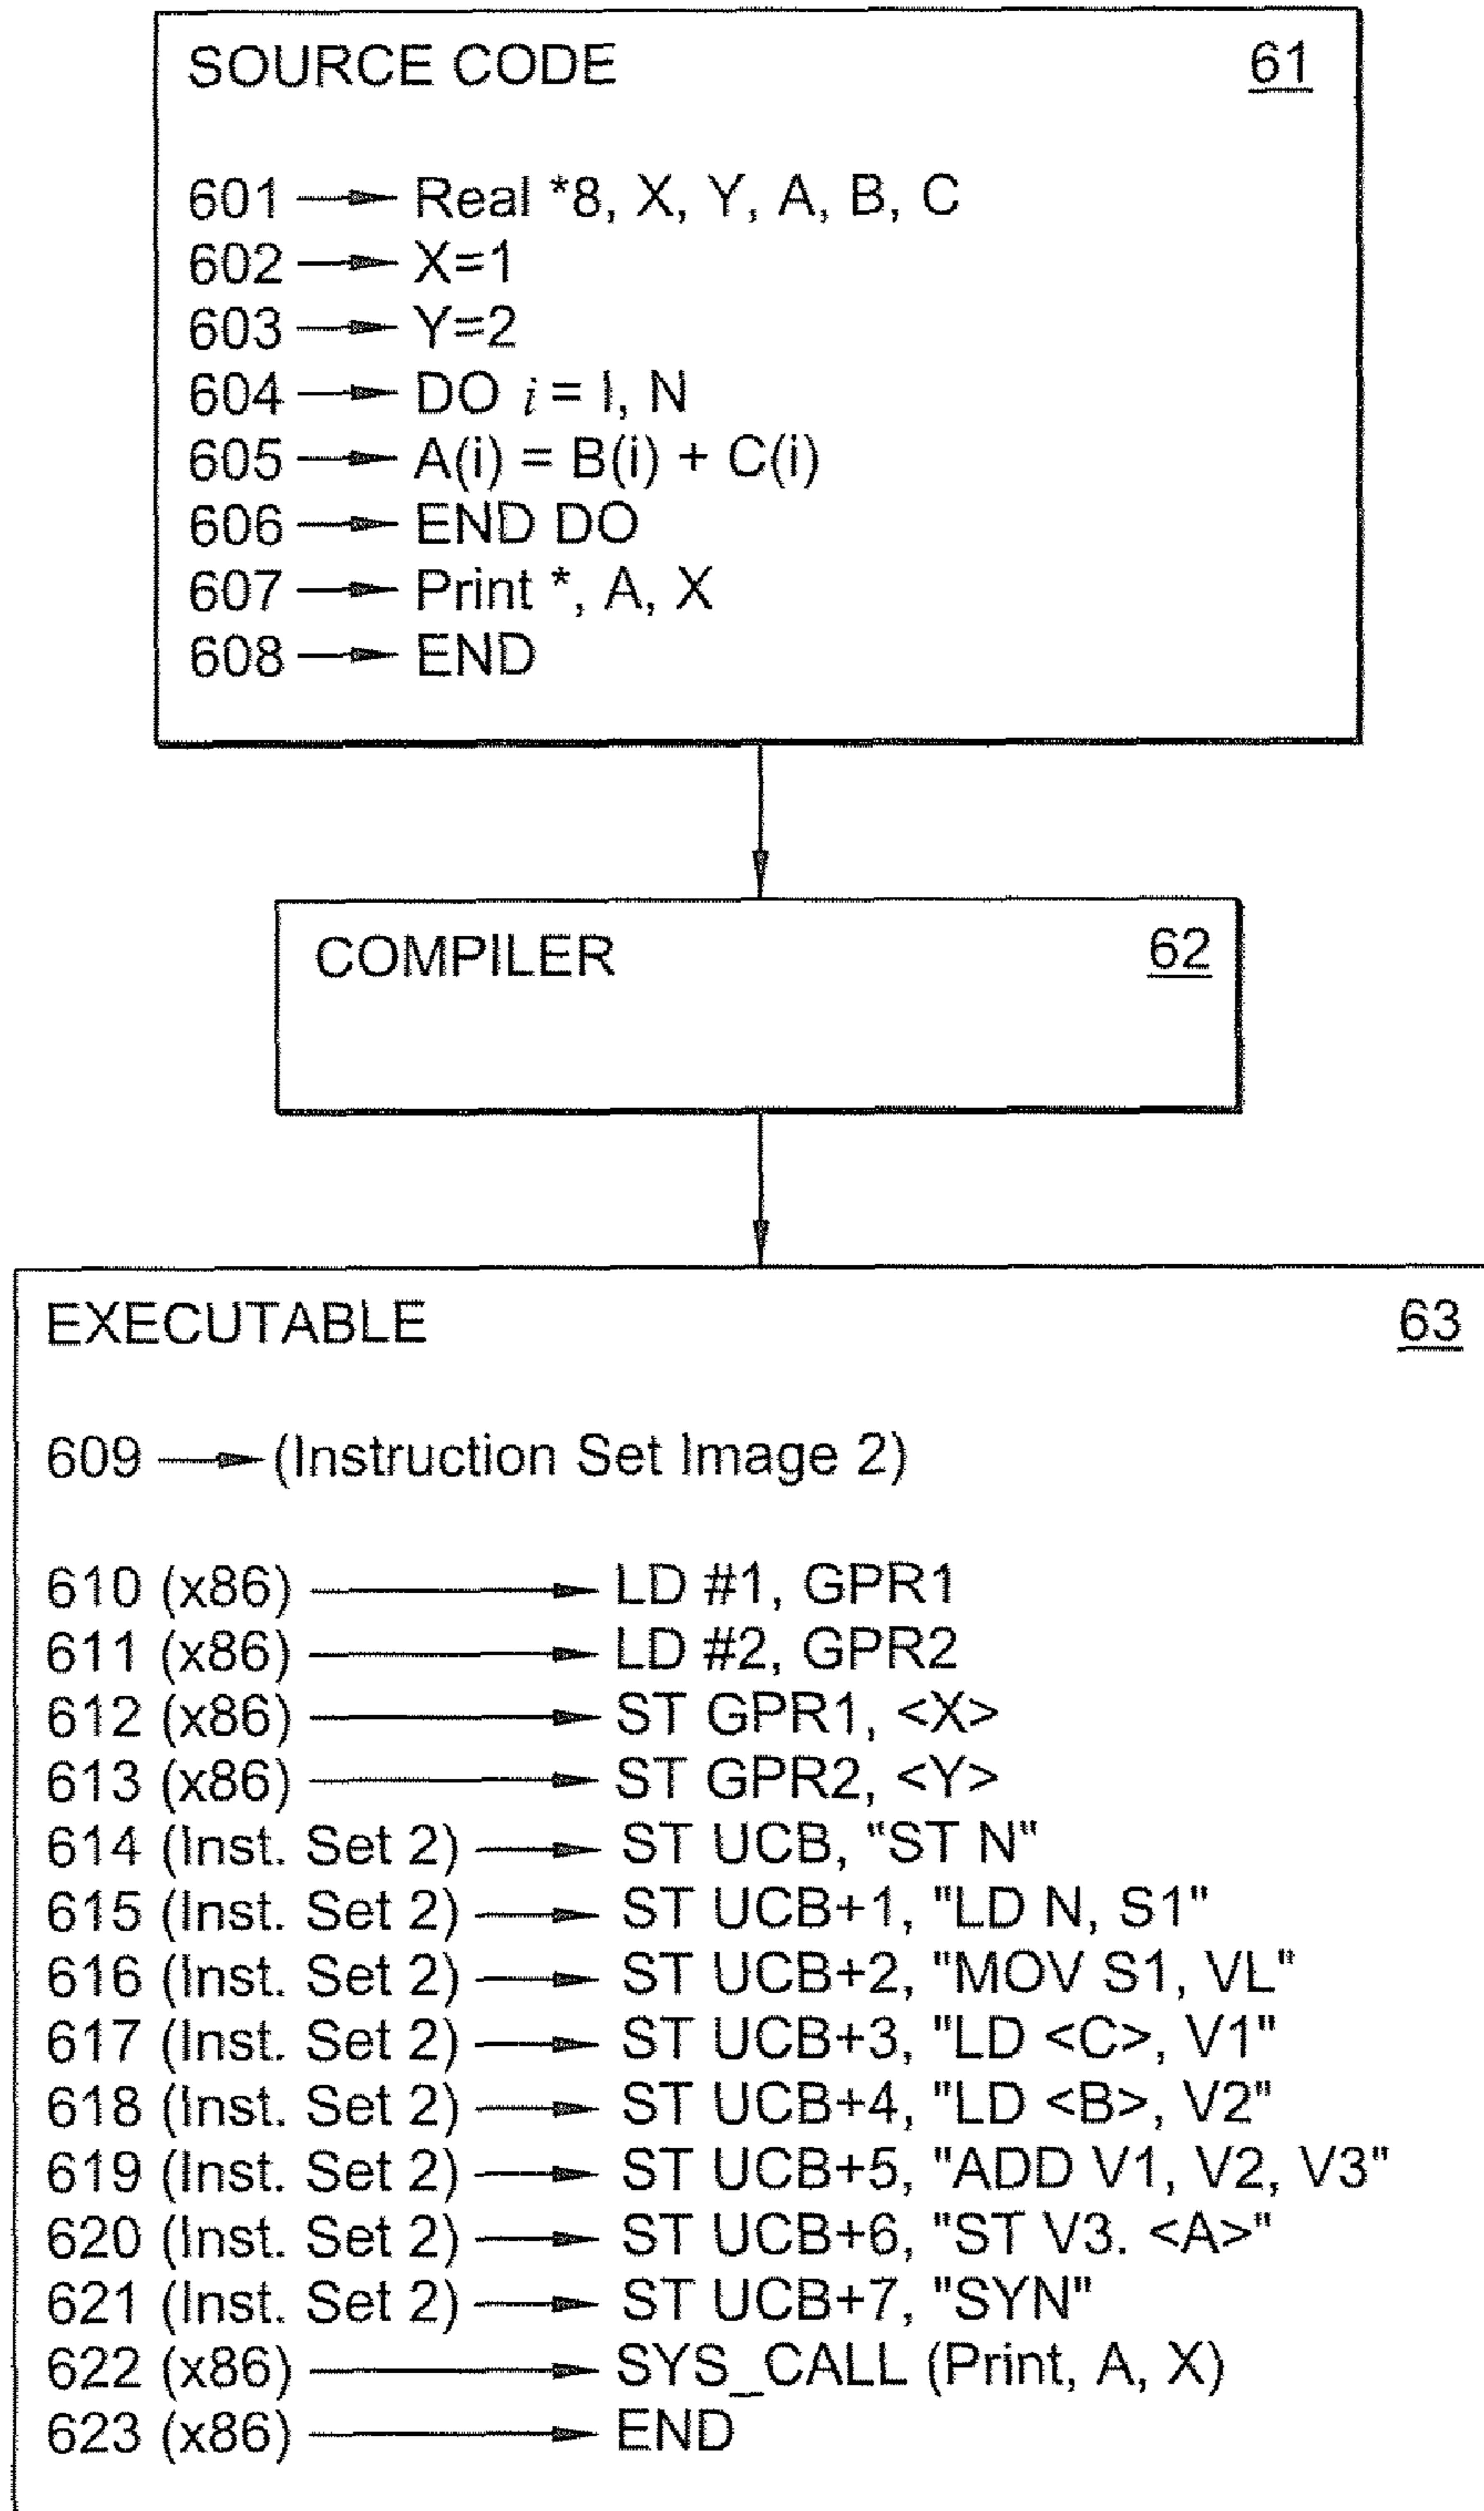 SOURCE CODE 61
601 → Real *8, X, Y, A, B, C
602 → X=1
603 → Y=2
604 → DO i = I, N
605 → A(i) = B(i) + C(i)
606 → END DO
607 → Print *, A, X
608 → END
COMPILER 62
EXECUTABLE 63
609 → (Instruction Set Image 2)
610 (x86) → LD #1, GPR1
611 (x86) → LD #2, GPR2
612 (x86) → ST GPR1, <X>
613 (x86) → ST GPR2, <Y>
614 (Inst. Set 2) → ST UCB, "ST N"
615 (Inst. Set 2) → ST UCB+1, "LD N, S1"
616 (Inst. Set 2) → ST UCB+2, "MOV S1, VL"
617 (Inst. Set 2) → ST UCB+3, "LD <C>, V1"
618 (Inst. Set 2) → ST UCB+4, "LD <B>, V2"
619 (Inst. Set 2) → ST UCB+5, "ADD V1, V2, V3"
620 (Inst. Set 2) → ST UCB+6, "ST V3. <A>"
621 (Inst. Set 2) → ST UCB+7, "SYN"
622 (x86) → SYS_CALL (Print, A, X)
623 (x86) → END